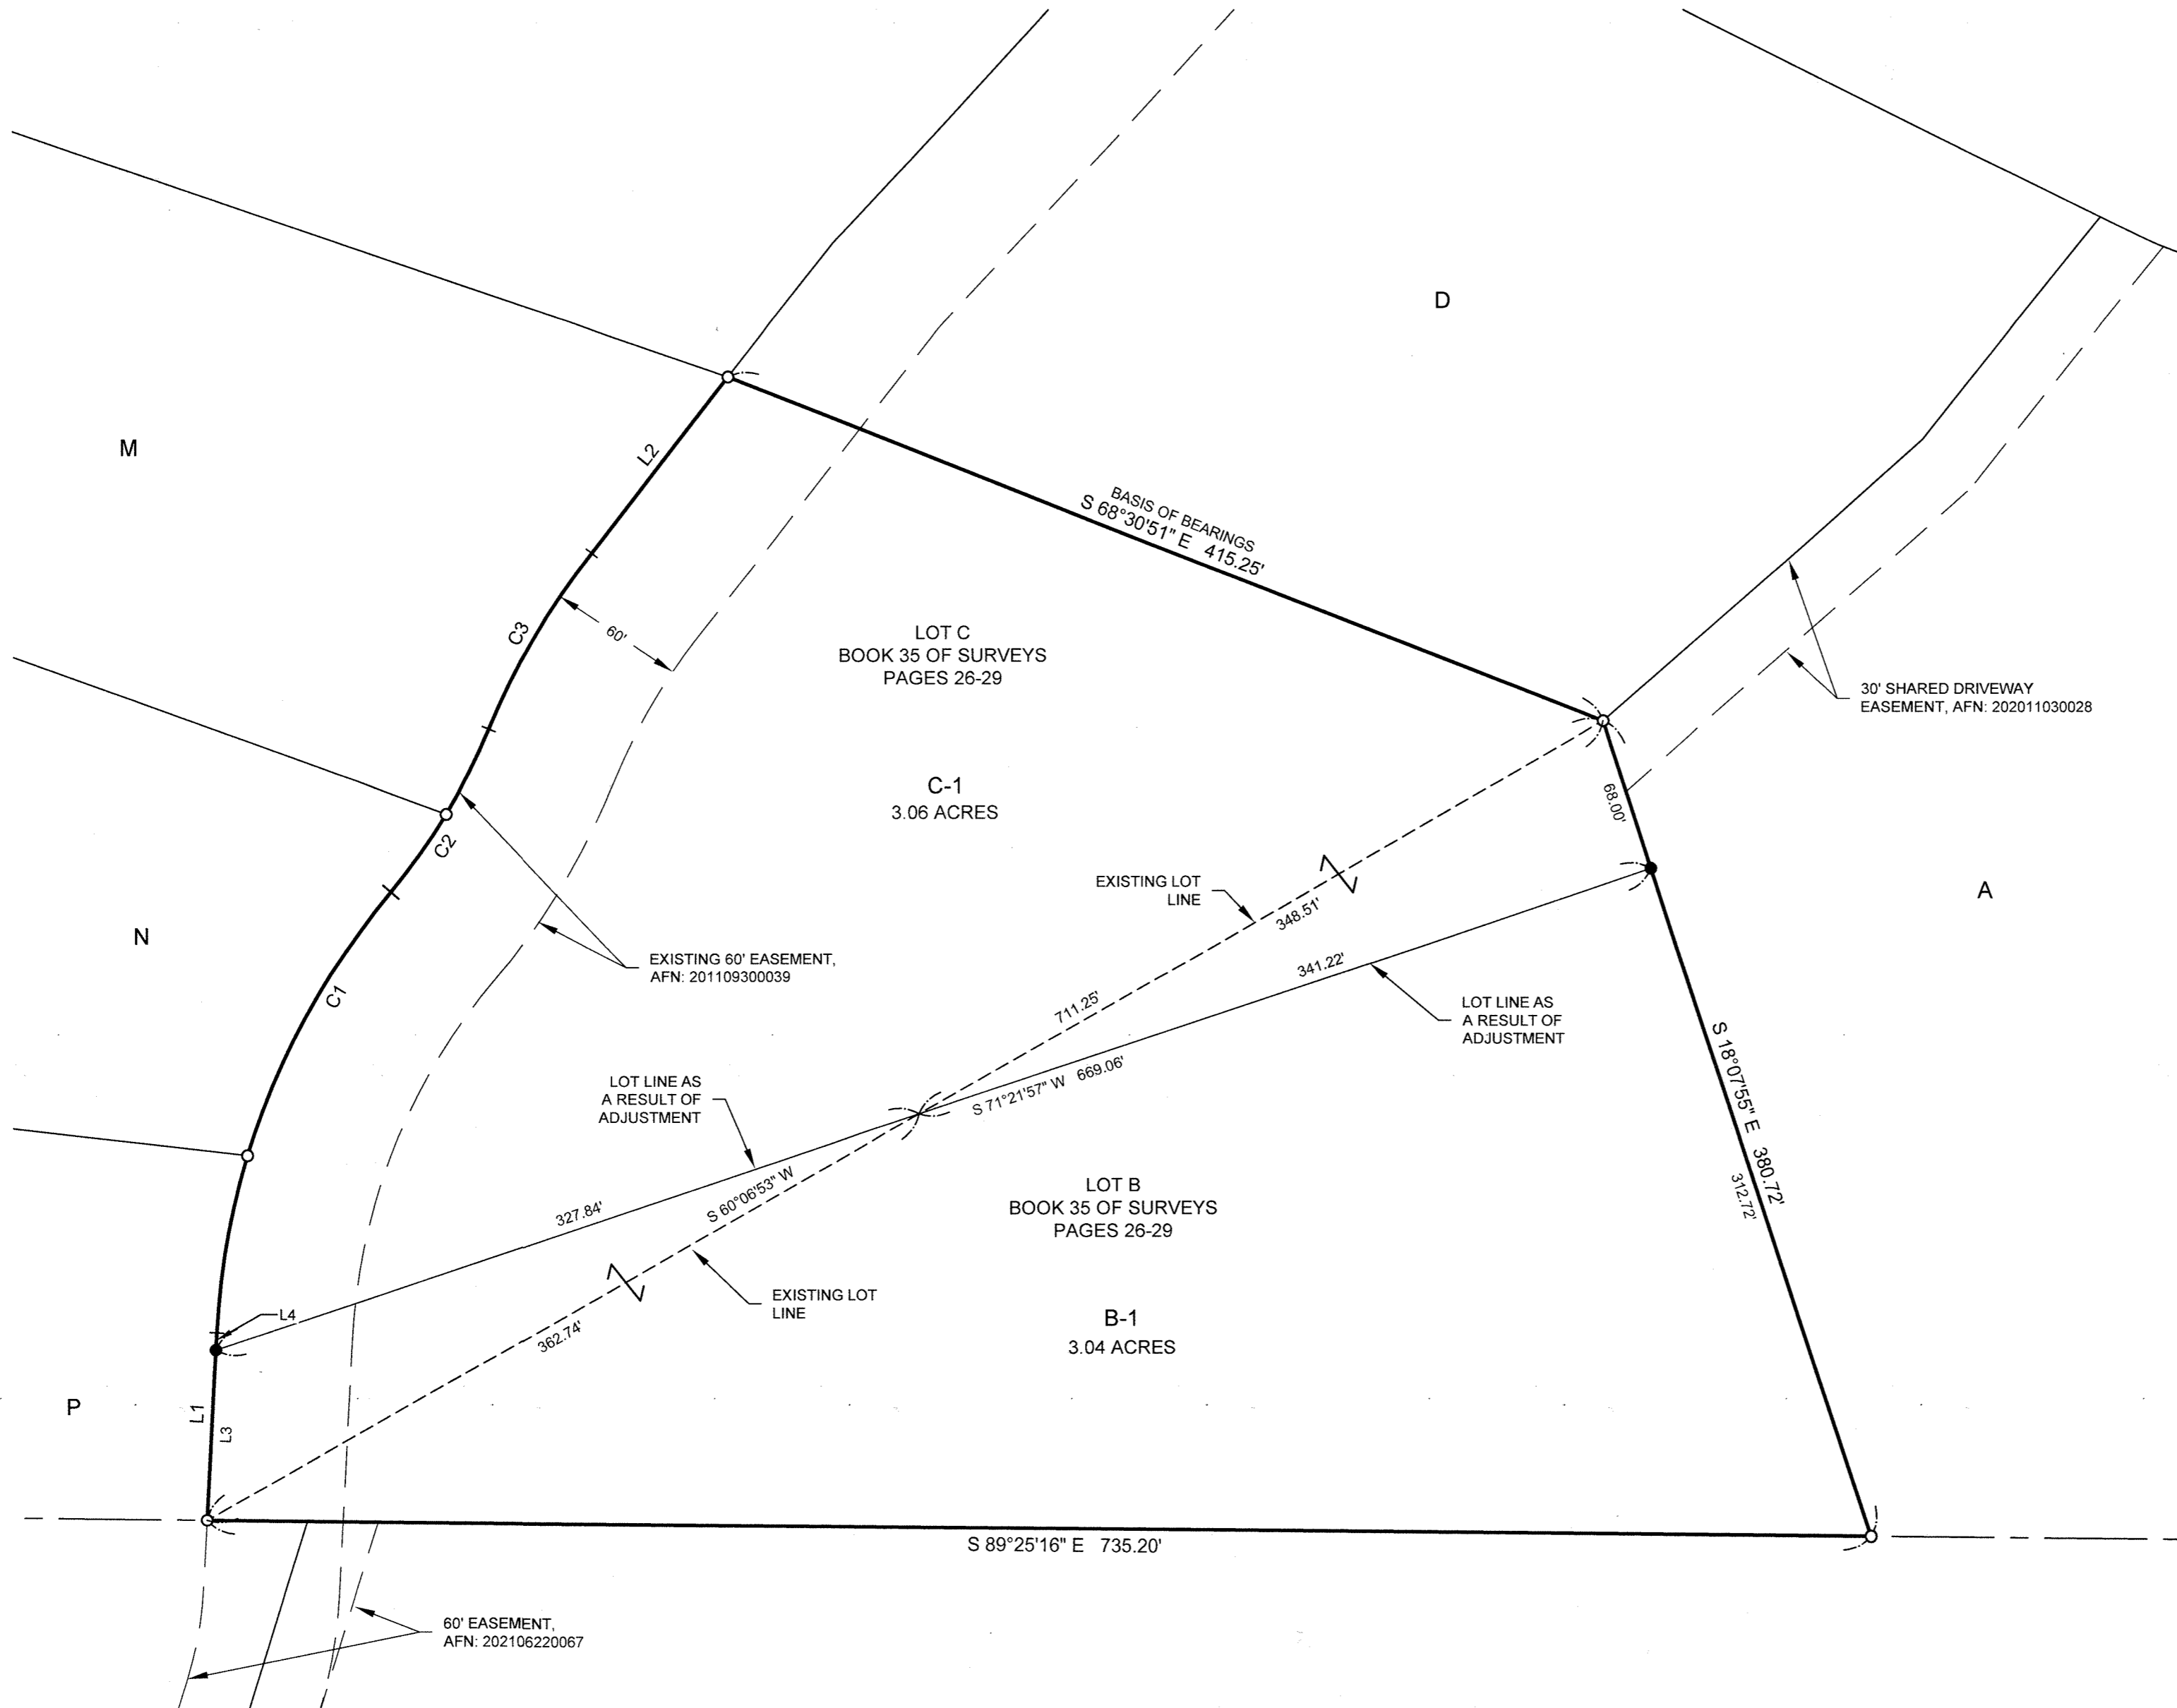 D
M
L2
BASIS OF BEARINGS
S 68°30'51" E 415.25'
C3
60'
LOT C
BOOK 35 OF SURVEYS
PAGES 26-29
30' SHARED DRIVEWAY
EASEMENT, AFN: 202011030028
C-1
3.06 ACRES
68.00'
C2
EXISTING LOT
LINE
348.51'
A
N
EXISTING 60' EASEMENT,
AFN: 201109300039
341.22'
C1
711.25'
LOT LINE AS
A RESULT OF
ADJUSTMENT
S 18°07'55" E 380.72'
312.72'
LOT LINE AS
A RESULT OF
ADJUSTMENT
S 71°21'57" W 669.06'
327.84'
S 60°06'53" W
LOT B
BOOK 35 OF SURVEYS
PAGES 26-29
EXISTING LOT
LINE
L4
362.74'
B-1
3.04 ACRES
P
L1
L3
S 89°25'16" E 735.20'
60' EASEMENT,
AFN: 202106220067